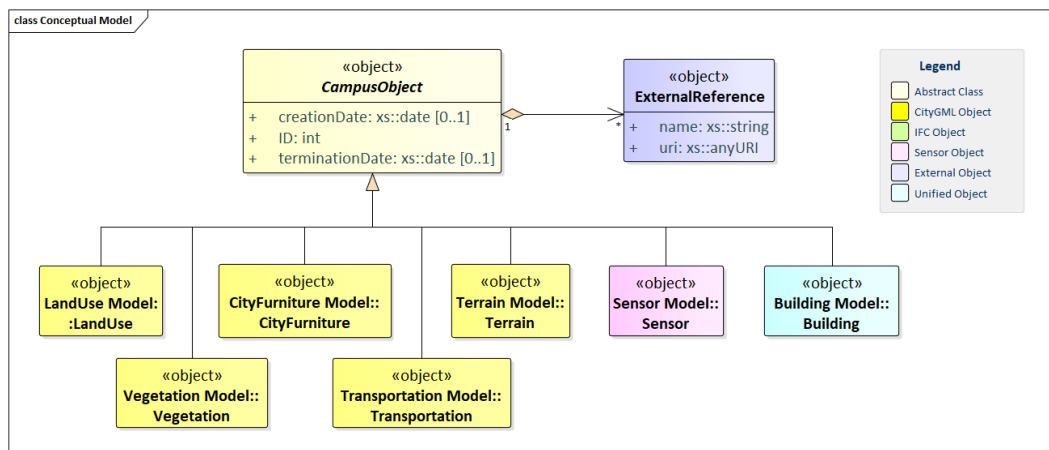 class Conceptual Model
«object»
CampusObject
+ creationDate: xs::date [0..1]
+ ID: int
+ terminationDate: xs::date [0..1]
1
*
«object»
ExternalReference
+ name: xs::string
+ uri: xs::anyURI
Legend
Abstract Class
CityGML Object
IFC Object
Sensor Object
External Object
Unified Object
«object»
LandUse Model:
:LandUse
«object»
CityFurniture Model::
CityFurniture
«object»
Terrain Model::
Terrain
«object»
Sensor Model::
Sensor
«object»
Building Model::
Building
«object»
Vegetation Model::
Vegetation
«object»
Transportation Model::
Transportation